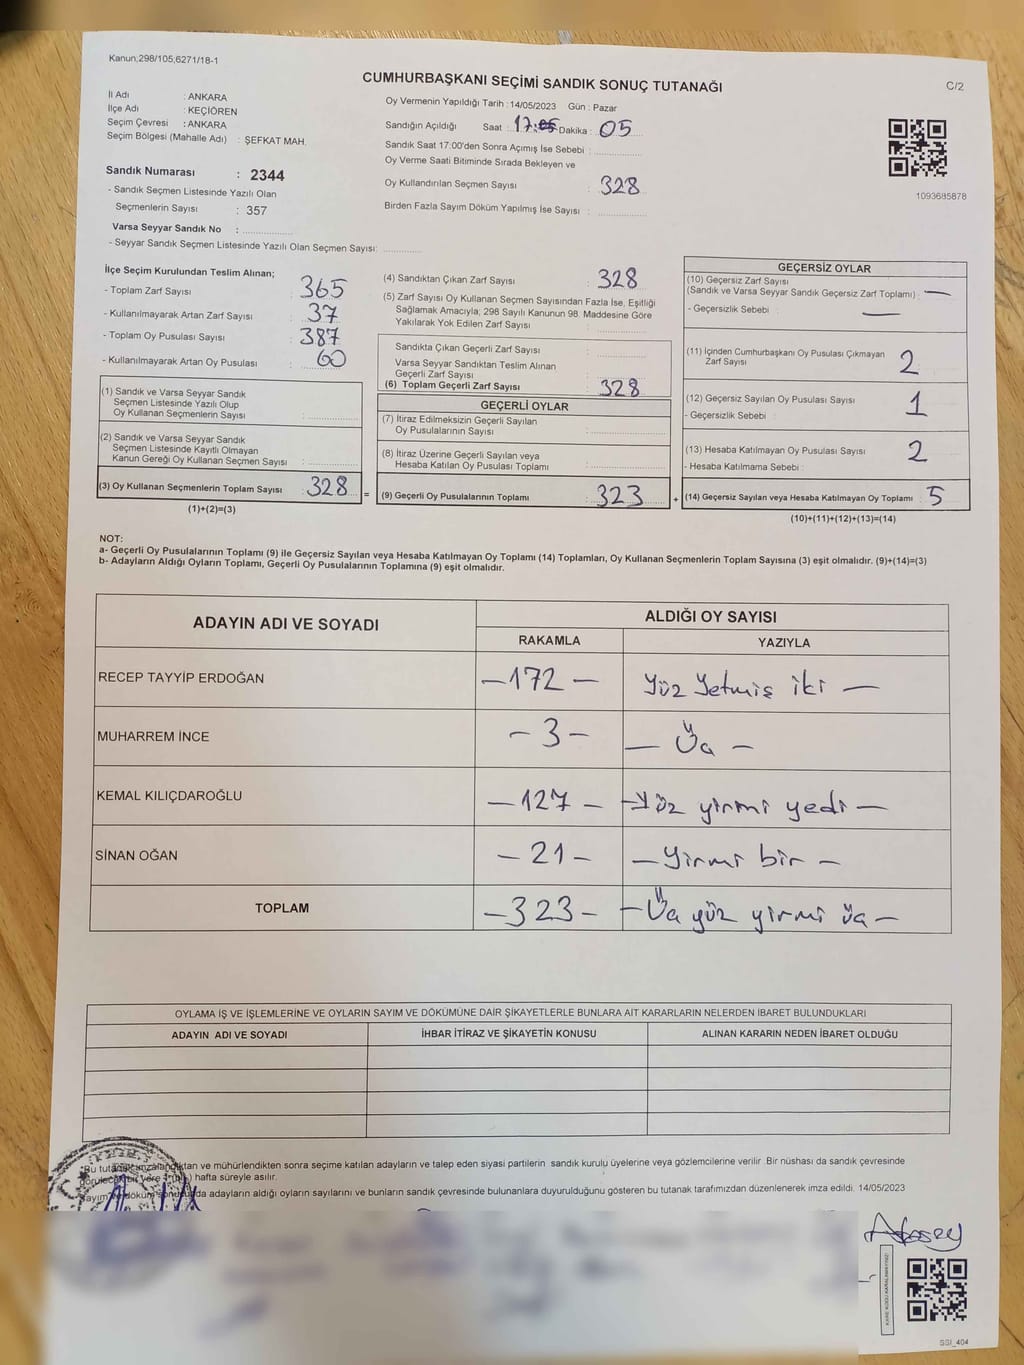 Kanun;298/105,6271/18-1
CUMHURBAŞKANI SEÇİMİ SANDIK SONUÇ TUTANAĞI
C/2
İl Adı : ANKARA
İlçe Adı : KEÇİÖREN
Seçim Çevresi : ANKARA
Seçim Bölgesi (Mahalle Adı) : ŞEFKAT MAH.
Oy Vermenin Yapıldığı Tarih : 14/05/2023 Gün : Pazar
Sandığın Açıldığı Saat : 17 Dakika : 05
Sandık Saat 17:00'den Sonra Açımış İse Sebebi :
Oy Verme Saati Bitiminde Sırada Bekleyen ve
Oy Kullandırılan Seçmen Sayısı : 328
Birden Fazla Sayım Döküm Yapılmış İse Sayısı :
1093685878
Sandık Numarası : 2344
- Sandık Seçmen Listesinde Yazılı Olan
Seçmenlerin Sayısı : 357
Varsa Seyyar Sandık No :
- Seyyar Sandık Seçmen Listesinde Yazılı Olan Seçmen Sayısı:
İlçe Seçim Kurulundan Teslim Alınan;
- Toplam Zarf Sayısı : 365
- Kullanılmayarak Artan Zarf Sayısı : 37
- Toplam Oy Pusulası Sayısı : 387
- Kullanılmayarak Artan Oy Pusulası : 60
(1) Sandık ve Varsa Seyyar Sandık
Seçmen Listesinde Yazılı Olup
Oy Kullanan Seçmenlerin Sayısı :
(2) Sandık ve Varsa Seyyar Sandık
Seçmen Listesinde Kayıtlı Olmayan
Kanun Gereği Oy Kullanan Seçmen Sayısı :
(3) Oy Kullanan Seçmenlerin Toplam Sayısı : 328 =
(1)+(2)=(3)
(4) Sandıktan Çıkan Zarf Sayısı : 328
(5) Zarf Sayısı Oy Kullanan Seçmen Sayısından Fazla İse, Eşitliği
Sağlamak Amacıyla; 298 Sayılı Kanunun 98. Maddesine Göre
Yakılarak Yok Edilen Zarf Sayısı :
Sandıkta Çıkan Geçerli Zarf Sayısı :
Varsa Seyyar Sandıktan Teslim Alınan
Geçerli Zarf Sayısı :
(6) Toplam Geçerli Zarf Sayısı : 328
GEÇERLİ OYLAR
(7) İtiraz Edilmeksizin Geçerli Sayılan
Oy Pusulalarının Sayısı :
(8) İtiraz Üzerine Geçerli Sayılan veya
Hesaba Katılan Oy Pusulası Toplamı :
(9) Geçerli Oy Pusulalarının Toplamı : 323 +
GEÇERSİZ OYLAR
(10) Geçersiz Zarf Sayısı
(Sandık ve Varsa Seyyar Sandık Geçersiz Zarf Toplamı) : —
- Geçersizlik Sebebi : —
(11) İçinden Cumhurbaşkanı Oy Pusulası Çıkmayan
Zarf Sayısı : 2
(12) Geçersiz Sayılan Oy Pusulası Sayısı : 1
- Geçersizlik Sebebi :
(13) Hesaba Katılmayan Oy Pusulası Sayısı : 2
- Hesaba Katılmama Sebebi :
(14) Geçersiz Sayılan veya Hesaba Katılmayan Oy Toplamı : 5
(10)+(11)+(12)+(13)=(14)
NOT:
a- Geçerli Oy Pusulalarının Toplamı (9) ile Geçersiz Sayılan veya Hesaba Katılmayan Oy Toplamı (14) Toplamları, Oy Kullanan Seçmenlerin Toplam Sayısına (3) eşit olmalıdır. (9)+(14)=(3)
b- Adayların Aldığı Oyların Toplamı, Geçerli Oy Pusulalarının Toplamına (9) eşit olmalıdır.
ADAYIN ADI VE SOYADI
ALDIĞI OY SAYISI
RAKAMLA YAZIYLA
RECEP TAYYİP ERDOĞAN –172– Yüz Yetmiş iki –
MUHARREM İNCE –3– – Üç –
KEMAL KILIÇDAROĞLU –127– –Yüz yirmi yedi –
SİNAN OĞAN –21– –Yirmi bir –
TOPLAM –323– –Üç yüz yirmi üç –
OYLAMA İŞ VE İŞLEMLERİNE VE OYLARIN SAYIM VE DÖKÜMÜNE DAİR ŞİKAYETLERLE BUNLARA AİT KARARLARIN NELERDEN İBARET BULUNDUKLARI
ADAYIN ADI VE SOYADI
İHBAR İTİRAZ VE ŞİKAYETİN KONUSU
ALINAN KARARIN NEDEN İBARET OLDUĞU
Bu tutanak imzalandıktan ve mühürlendikten sonra seçime katılan adayların ve talep eden siyasi partilerin sandık kurulu üyelerine veya gözlemcilerine verilir. Bir nüshası da sandık çevresinde
hafta süreyle asılır.
adayların aldığı oyların sayılarını ve bunların sandık çevresinde bulunanlara duyurulduğunu gösteren bu tutanak tarafımızdan düzenlenerek imza edildi. 14/05/2023
KARE KODU KARALAMAYINIZ!
SSI_404